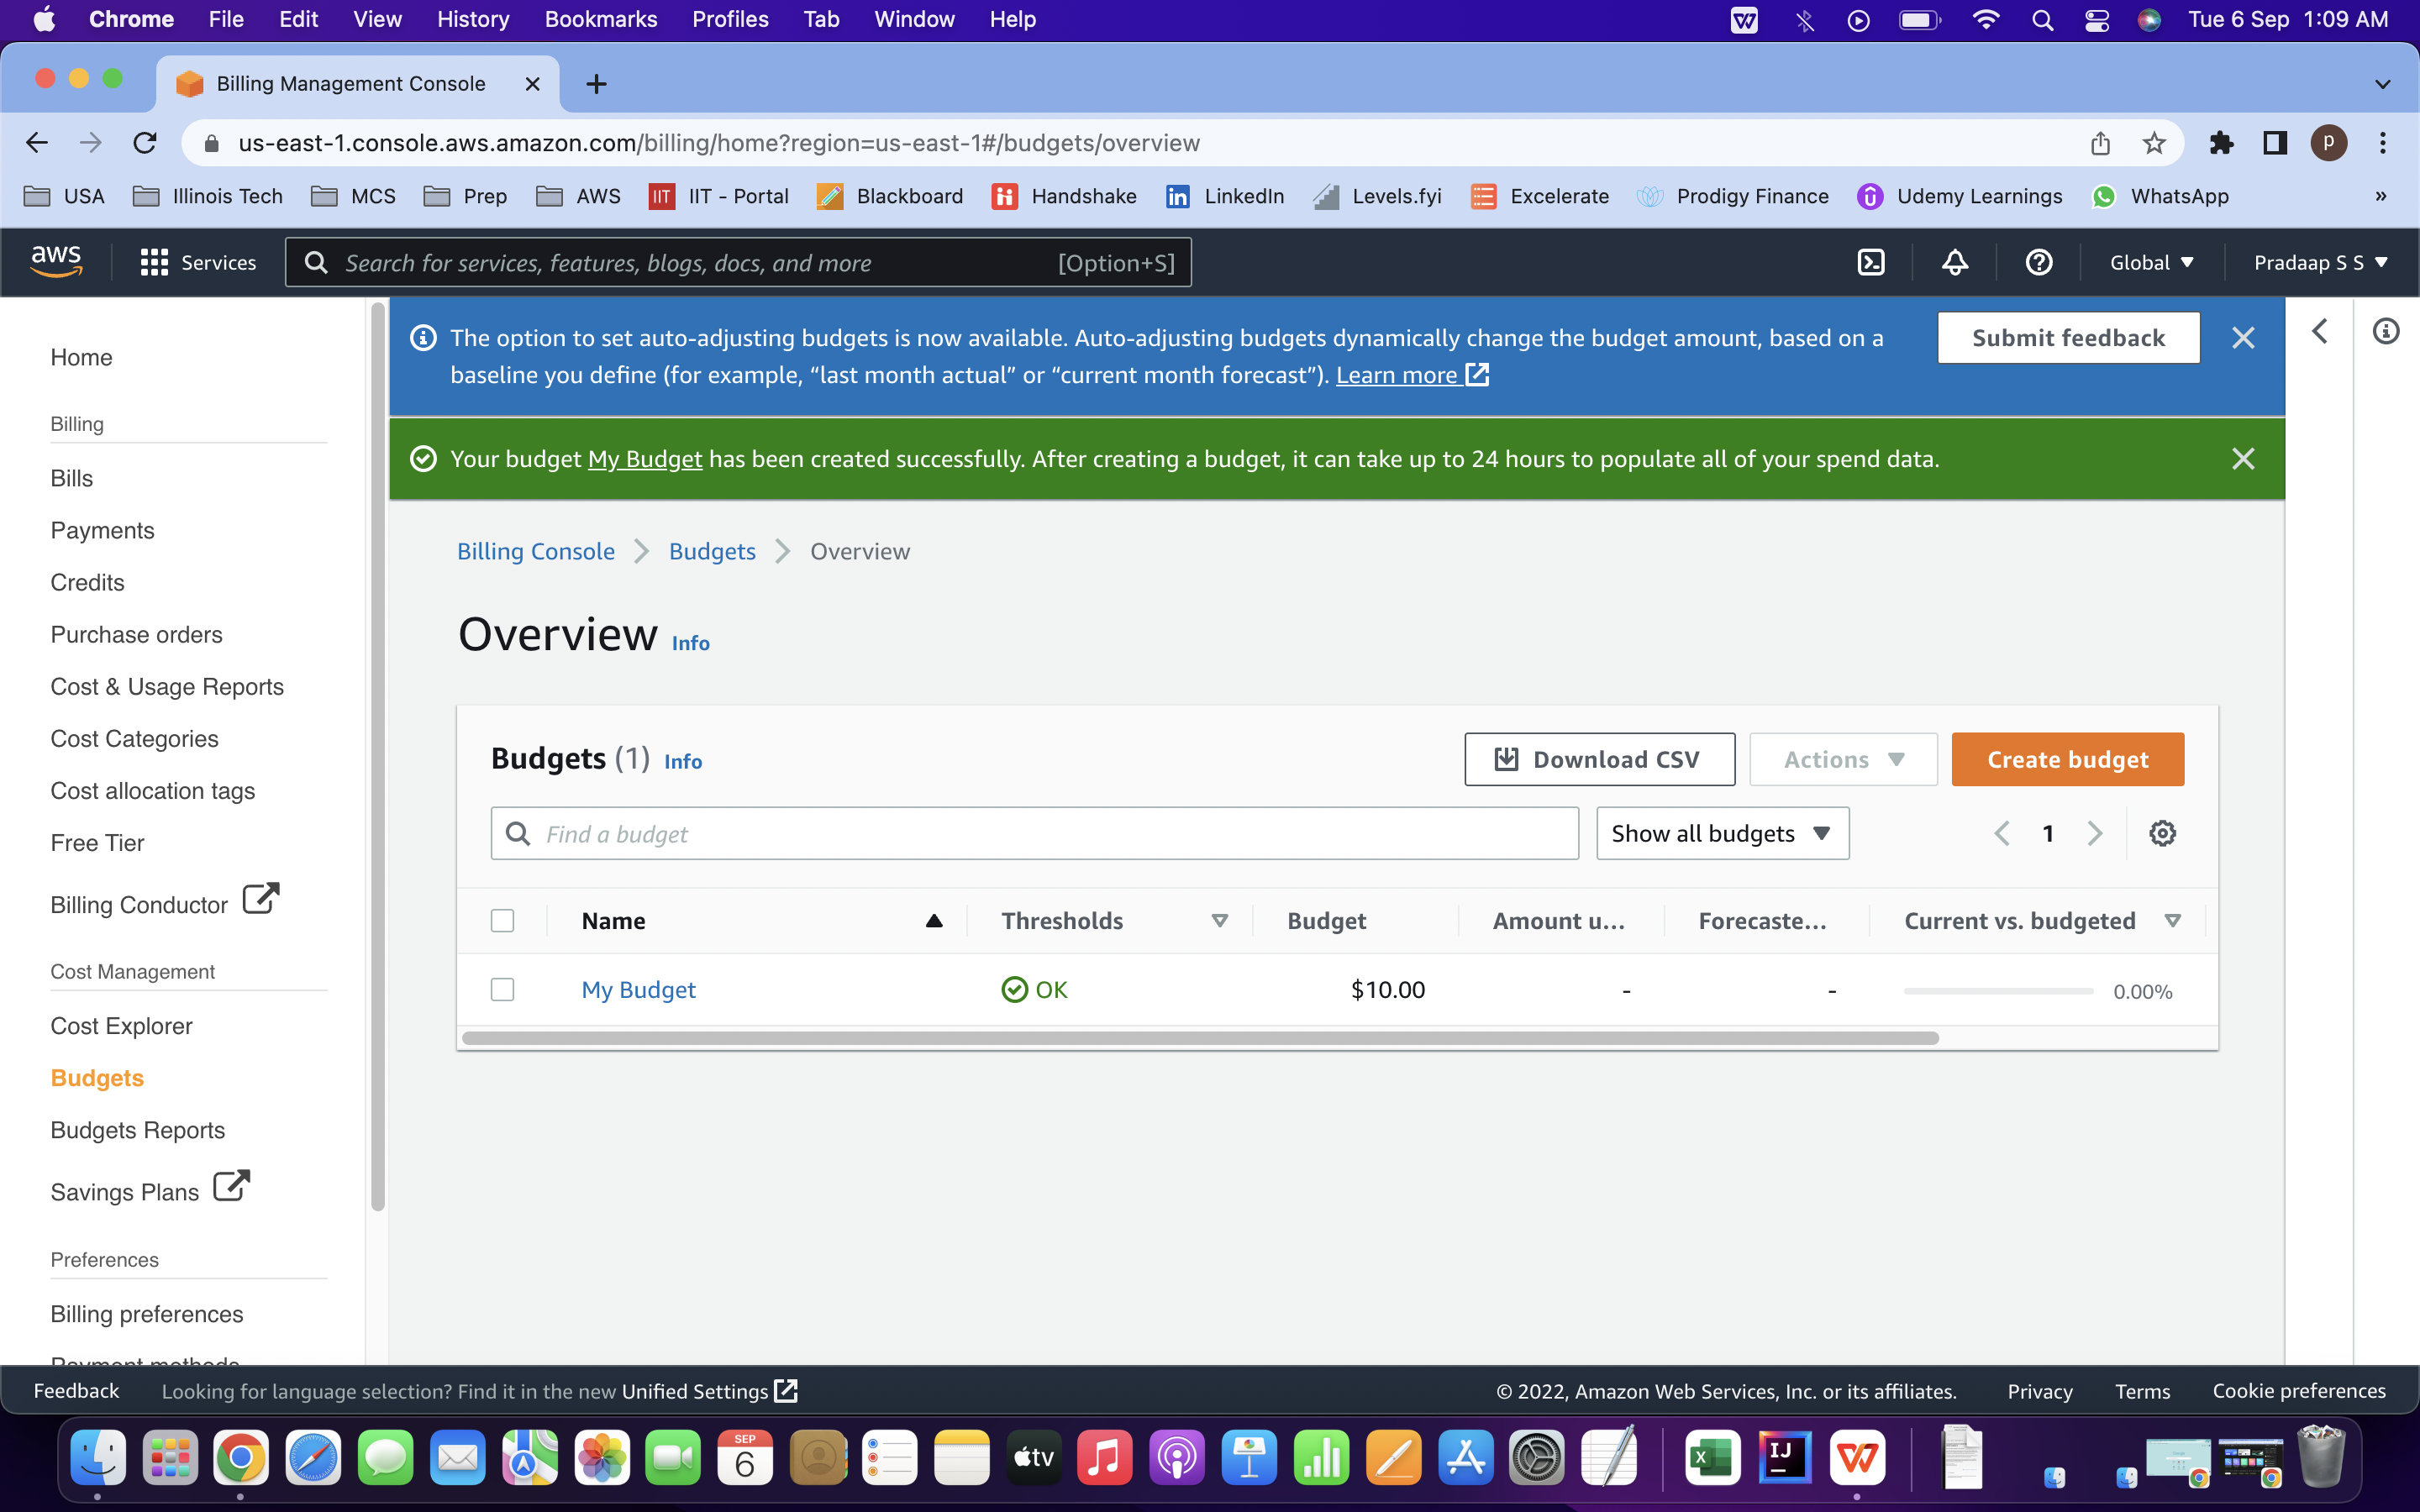 Chrome File Edit View History Bookmarks Profiles Tab Window Help Tue 6 Sep 1:09 AM
Billing Management Console
us-east-1.console.aws.amazon.com/billing/home?region=us-east-1#/budgets/overview p
USA Illinois Tech MCS Prep AWS IIT IIT - Portal Blackboard Handshake in LinkedIn Levels.fyi Excelerate Prodigy Finance Udemy Learnings WhatsApp »
aws Services Search for services, features, blogs, docs, and more [Option+S] Global Pradaap S S
The option to set auto-adjusting budgets is now available. Auto-adjusting budgets dynamically change the budget amount, based on a
baseline you define (for example, “last month actual” or “current month forecast”). Learn more
Submit feedback
Your budget My Budget has been created successfully. After creating a budget, it can take up to 24 hours to populate all of your spend data.
Home
Billing
Bills
Payments
Credits
Purchase orders
Cost & Usage Reports
Cost Categories
Cost allocation tags
Free Tier
Billing Conductor
Cost Management
Cost Explorer
Budgets
Budgets Reports
Savings Plans
Preferences
Billing preferences
Payment methods
Billing Console Budgets Overview
Overview Info
Budgets (1) Info Download CSV Actions Create budget
Find a budget Show all budgets 1
Name Thresholds Budget Amount u... Forecaste... Current vs. budgeted
My Budget OK $10.00 - - 0.00%
Feedback Looking for language selection? Find it in the new Unified Settings © 2022, Amazon Web Services, Inc. or its affiliates. Privacy Terms Cookie preferences
SEP
6
tv
X
IJ